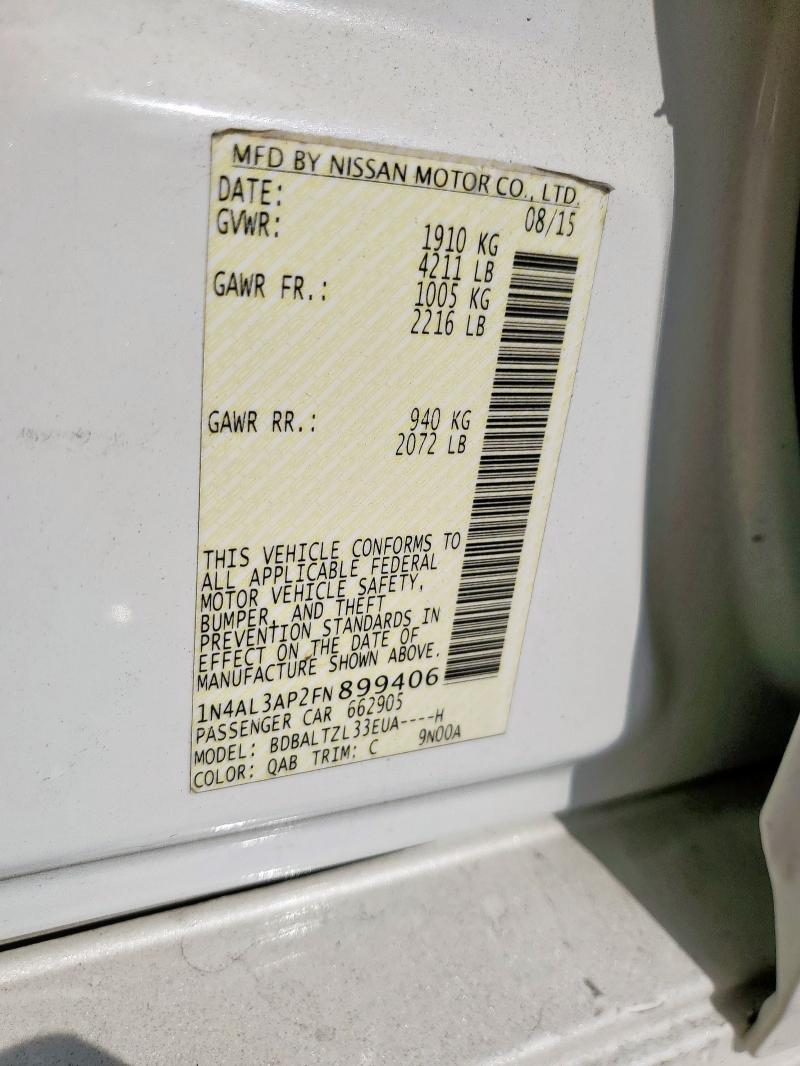 MFD BY NISSAN MOTOR CO., LTD.
DATE: 08/15
GVWR: 1910 KG
4211 LB
GAWR FR.: 1005 KG
2216 LB
GAWR RR.: 940 KG
2072 LB
THIS VEHICLE CONFORMS TO
ALL APPLICABLE FEDERAL
MOTOR VEHICLE SAFETY,
BUMPER, AND THEFT
PREVENTION STANDARDS IN
EFFECT ON THE DATE OF
MANUFACTURE SHOWN ABOVE.
1N4AL3AP2FN899406
PASSENGER CAR 662905
MODEL: BDBALTZL33EUA----H
COLOR: QAB TRIM: C 9N00A